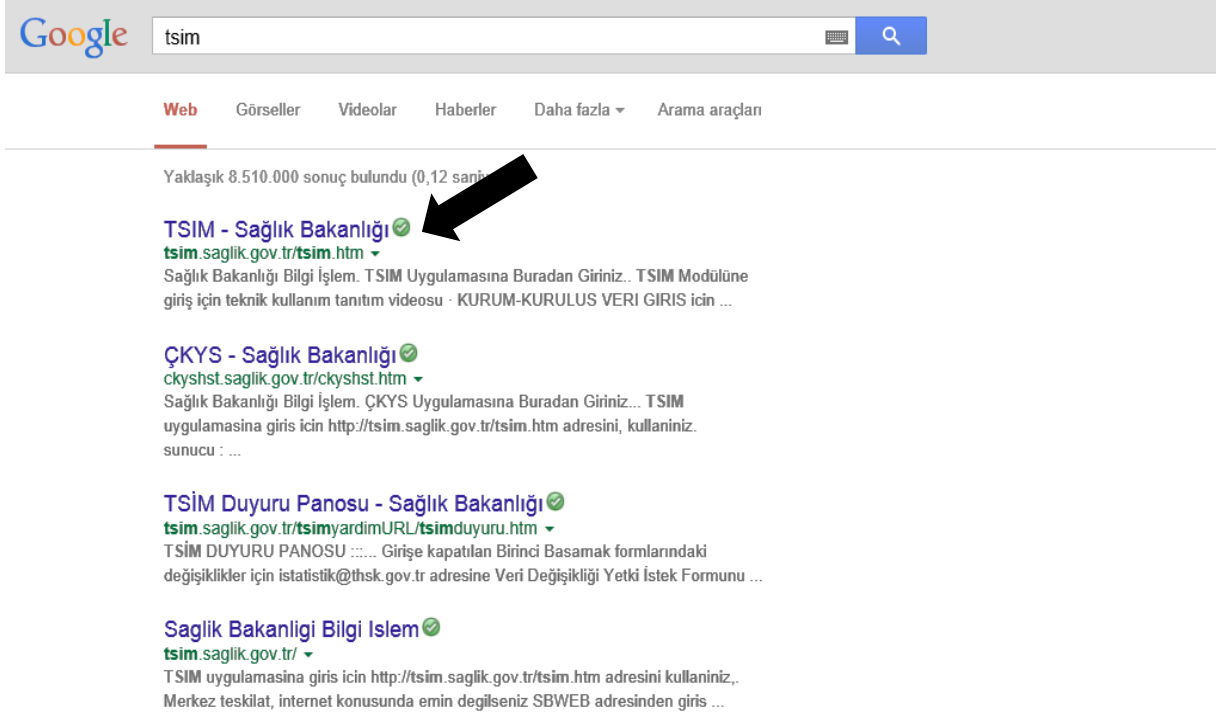 Google tsim
Web Görseller Videolar Haberler Daha fazla Arama araçları
Yaklaşık 8.510.000 sonuç bulundu (0,12
TSIM - Sağlık Bakanlığı
tsim.saglik.gov.tr/tsim.htm
Sağlık Bakanlığı Bilgi İşlem. TSIM Uygulamasına Buradan Giriniz.. TSIM Modülüne
giriş için teknik kullanım tanıtım videosu · KURUM-KURULUS VERI GIRIS icin ...
ÇKYS - Sağlık Bakanlığı
ckyshst.saglik.gov.tr/ckyshst.htm
Sağlık Bakanlığı Bilgi İşlem. ÇKYS Uygulamasına Buradan Giriniz... TSIM
uygulamasina giris icin http://tsim.saglik.gov.tr/tsim.htm adresini, kullaniniz.
sunucu : ...
TSİM Duyuru Panosu - Sağlık Bakanlığı
tsim.saglik.gov.tr/tsimyardimURL/tsimduyuru.htm
TSİM DUYURU PANOSU :::... Girişe kapatılan Birinci Basamak formlarındaki
değişiklikler için istatistik@thsk.gov.tr adresine Veri Değişikliği Yetki İstek Formunu ...
Saglik Bakanligi Bilgi Islem
tsim.saglik.gov.tr/
TSIM uygulamasina giris icin http://tsim.saglik.gov.tr/tsim.htm adresini kullaniniz,.
Merkez teskilat, internet konusunda emin degilseniz SBWEB adresinden giris ...